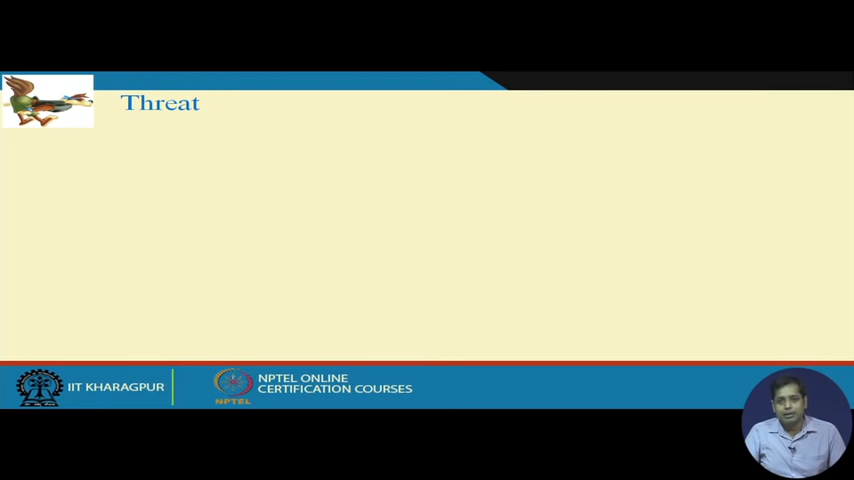 Threat
IIT KHARAGPUR
NPTEL ONLINE
CERTIFICATION COURSES
NPTEL